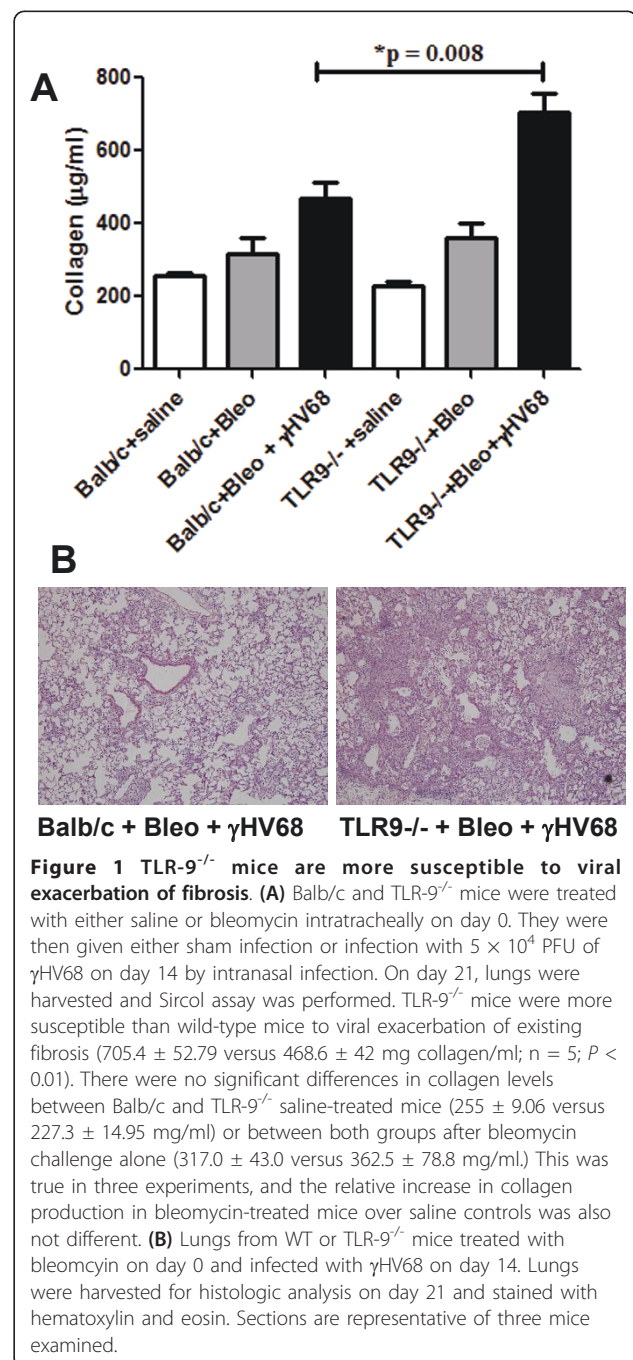 A
*p = 0.008
Collagen (µg/ml)
800
600
400
200
0
Balb/c+saline
Balb/c+Bleo
Balb/c+Bleo + γHV68
TLR9-/- +saline
TLR9-/-+Bleo
TLR9-/-+Bleo+γHV68
B
Balb/c + Bleo + γHV68
TLR9-/- + Bleo + γHV68
Figure 1 TLR-9-/- mice are more susceptible to viral
exacerbation of fibrosis. (A) Balb/c and TLR-9-/- mice were treated
with either saline or bleomycin intratracheally on day 0. They were
then given either sham infection or infection with 5 × 10⁴ PFU of
γHV68 on day 14 by intranasal infection. On day 21, lungs were
harvested and Sircol assay was performed. TLR-9-/- mice were more
susceptible than wild-type mice to viral exacerbation of existing
fibrosis (705.4 ± 52.79 versus 468.6 ± 42 mg collagen/ml; n = 5; P <
0.01). There were no significant differences in collagen levels
between Balb/c and TLR-9-/- saline-treated mice (255 ± 9.06 versus
227.3 ± 14.95 mg/ml) or between both groups after bleomycin
challenge alone (317.0 ± 43.0 versus 362.5 ± 78.8 mg/ml.) This was
true in three experiments, and the relative increase in collagen
production in bleomycin-treated mice over saline controls was also
not different. (B) Lungs from WT or TLR-9-/- mice treated with
bleomcyin on day 0 and infected with γHV68 on day 14. Lungs
were harvested for histologic analysis on day 21 and stained with
hematoxylin and eosin. Sections are representative of three mice
examined.